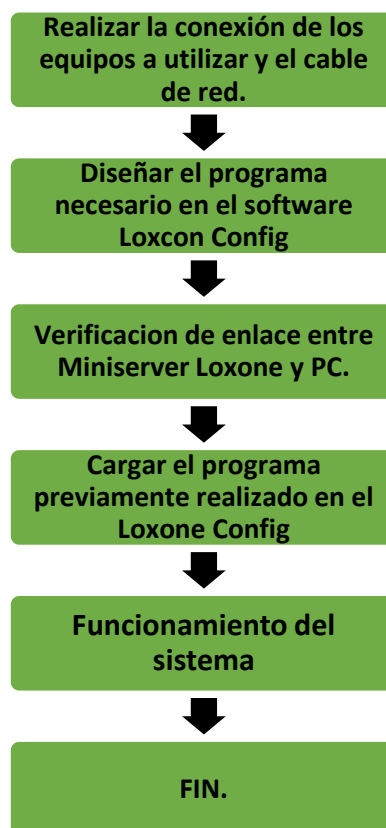 Realizar la conexión de los
equipos a utilizar y el cable
de red.
Diseñar el programa
necesario en el software
Loxcon Config
Verificacion de enlace entre
Miniserver Loxone y PC.
Cargar el programa
previamente realizado en el
Loxone Config
Funcionamiento del
sistema
FIN.